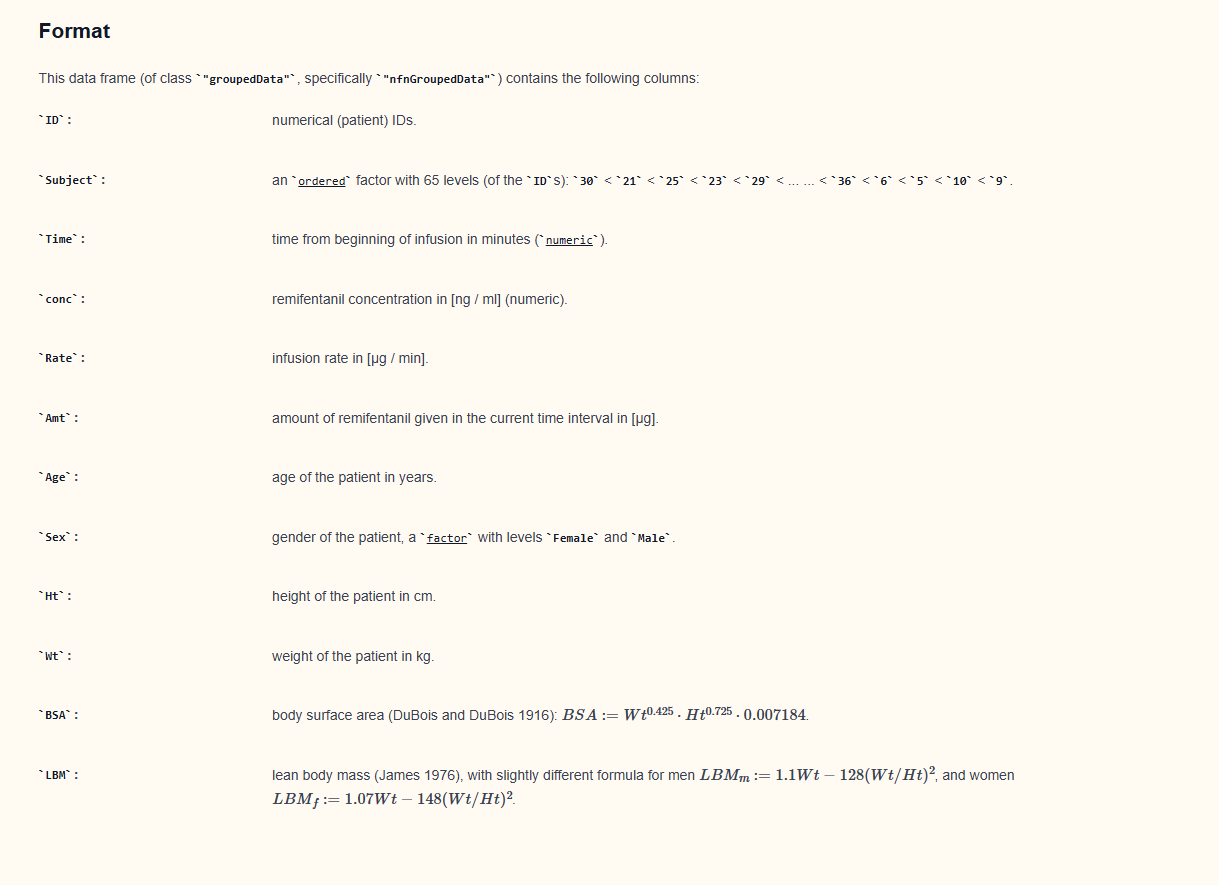 Format
This data frame (of class `"groupedData"`, specifically `"nfnGroupedData"`) contains the following columns:
`ID`: numerical (patient) IDs.
`Subject`: an `ordered` factor with 65 levels (of the `ID`s): `30` < `21` < `25` < `23` < `29` < ... ... < `36` < `6` < `5` < `10` < `9`.
`Time`: time from beginning of infusion in minutes (`numeric`).
`conc`: remifentanil concentration in [ng / ml] (numeric).
`Rate`: infusion rate in [µg / min].
`Amt`: amount of remifentanil given in the current time interval in [µg].
`Age`: age of the patient in years.
`Sex`: gender of the patient, a `factor` with levels `Female` and `Male`.
`Ht`: height of the patient in cm.
`Wt`: weight of the patient in kg.
`BSA`: body surface area (DuBois and DuBois 1916): $BSA := Wt^{0.425} \cdot Ht^{0.725} \cdot 0.007184$.
`LBM`: lean body mass (James 1976), with slightly different formula for men $LBM_m := 1.1Wt - 128(Wt/Ht)^2$, and women
$LBM_f := 1.07Wt - 148(Wt/Ht)^2$.